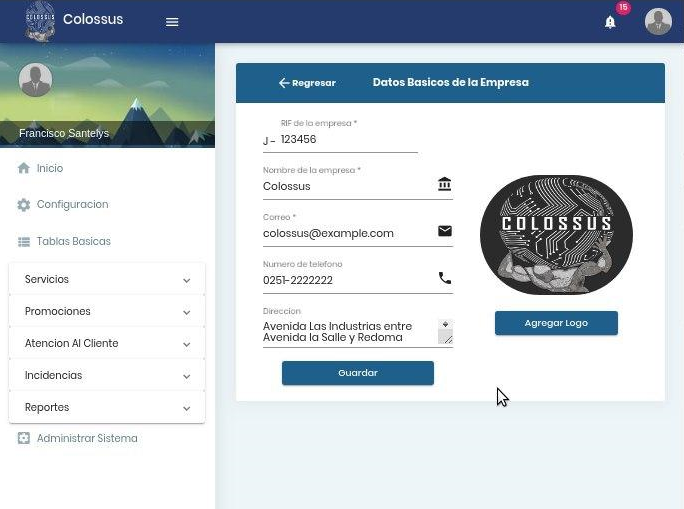 COLOSSUS
Colossus
15
Francisco Santelys
Inicio
Configuracion
Tablas Basicas
Servicios
Promociones
Atencion Al Cliente
Incidencias
Reportes
Administrar Sistema
Regresar
Datos Basicos de la Empresa
RIF de la empresa *
J - 123456
Nombre de la empresa *
Colossus
Correo *
colossus@example.com
Numero de telefono
0251-2222222
Direccion
Avenida Las Industrias entre
Avenida la Salle y Redoma
Guardar
COLOSSUS
Agregar Logo